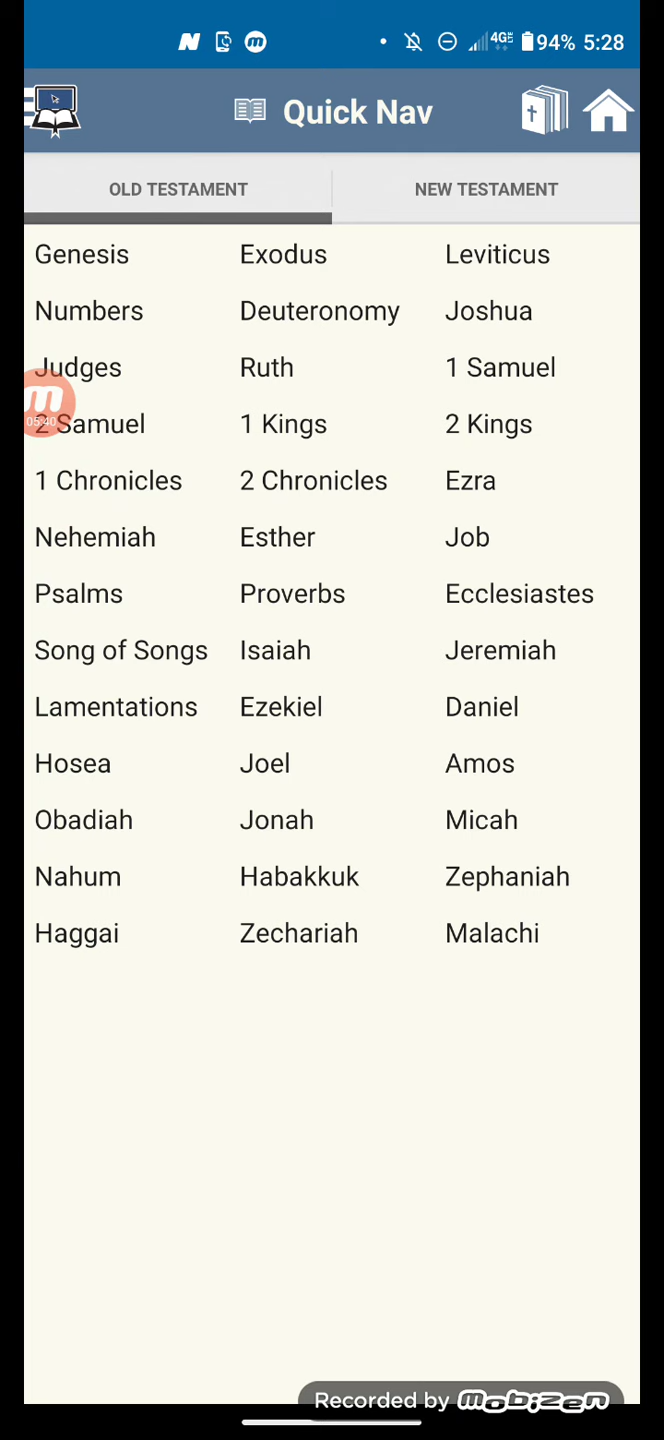 94% 5:28
Quick Nav
OLD TESTAMENT NEW TESTAMENT
Genesis Exodus Leviticus
Numbers Deuteronomy Joshua
Judges Ruth 1 Samuel
2 Samuel 1 Kings 2 Kings
05:40
1 Chronicles 2 Chronicles Ezra
Nehemiah Esther Job
Psalms Proverbs Ecclesiastes
Song of Songs Isaiah Jeremiah
Lamentations Ezekiel Daniel
Hosea Joel Amos
Obadiah Jonah Micah
Nahum Habakkuk Zephaniah
Haggai Zechariah Malachi
Recorded by mobizen